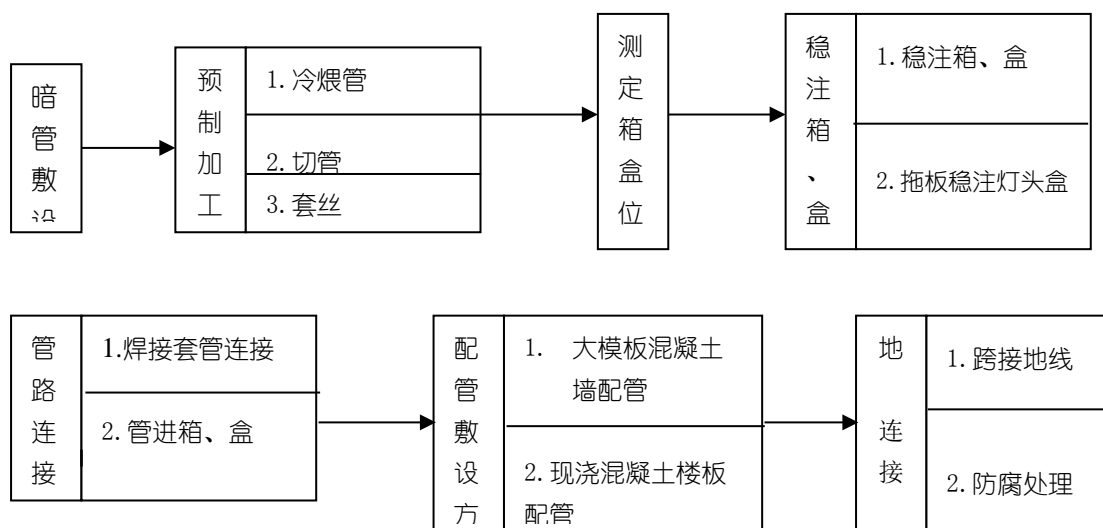 暗管敷设
预制加工
1.冷煨管
2.切管
3.套丝
测定箱盒位
稳注箱、盒
1.稳注箱、盒
2.拖板稳注灯头盒
管路连接
1.焊接套管连接
2.管进箱、盒
配管敷设方
1. 大模板混凝土
墙配管
2.现浇混凝土楼板
配管
地连接
1.跨接地线
2.防腐处理